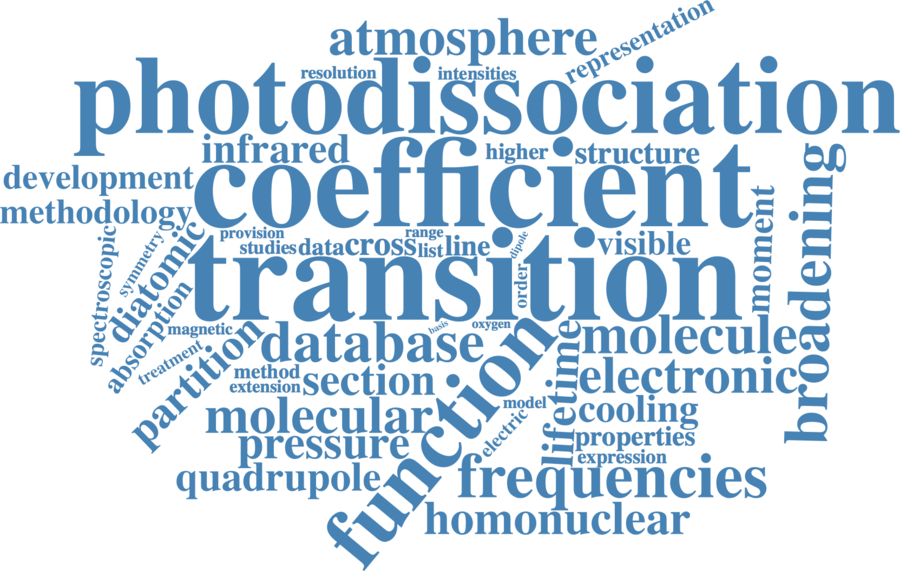 atmosphere
representation
resolution
intensities
photodissociation
infrared
higher
structure
development
coefficient
broadening
methodology
moment
provision
range
studies
data
cross
list
line
dipole
visible
spectroscopic
symmetry
diatomic
transition
order
absorption
magnetic
basis
oxygen
treatment
partition
database
function
lifetime
molecule
method
extension
section
electronic
molecular
model
cooling
electric
pressure
properties
expression
quadrupole
frequencies
homonuclear